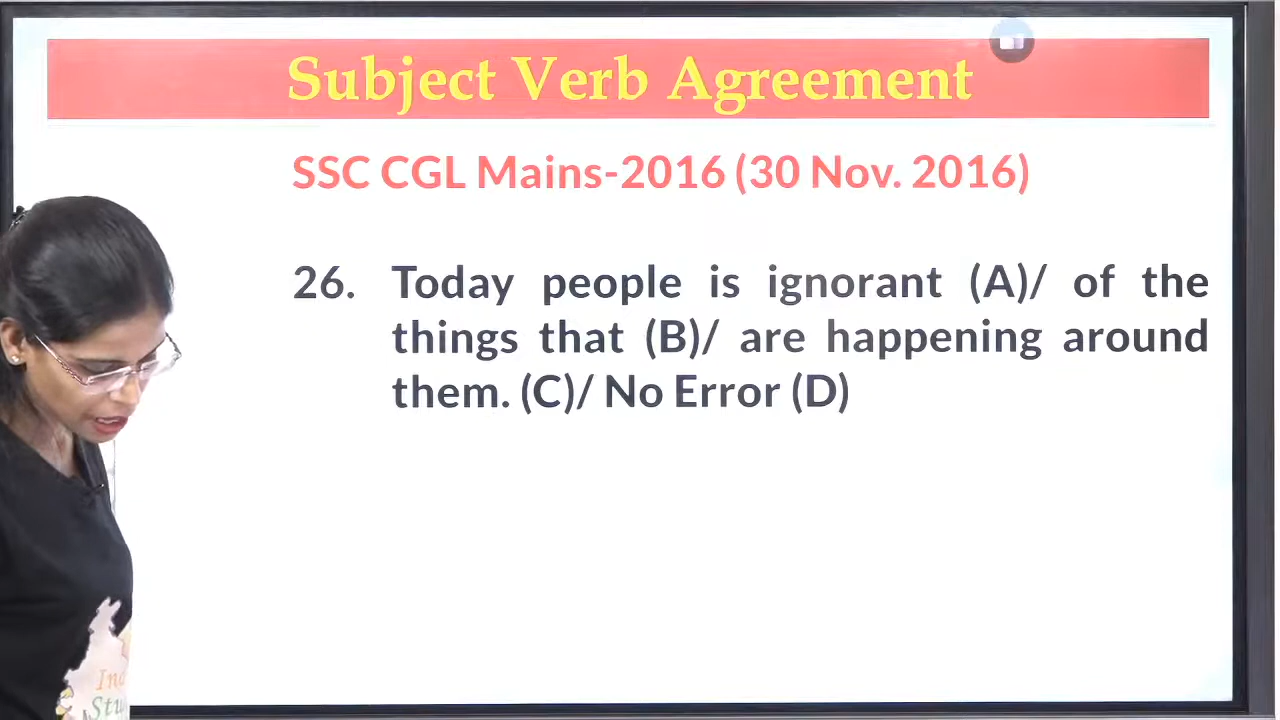 Subject Verb Agreement
SSC CGL Mains-2016 (30 Nov. 2016)
26. Today people is ignorant (A)/ of the
things that (B)/ are happening around
them. (C)/ No Error (D)